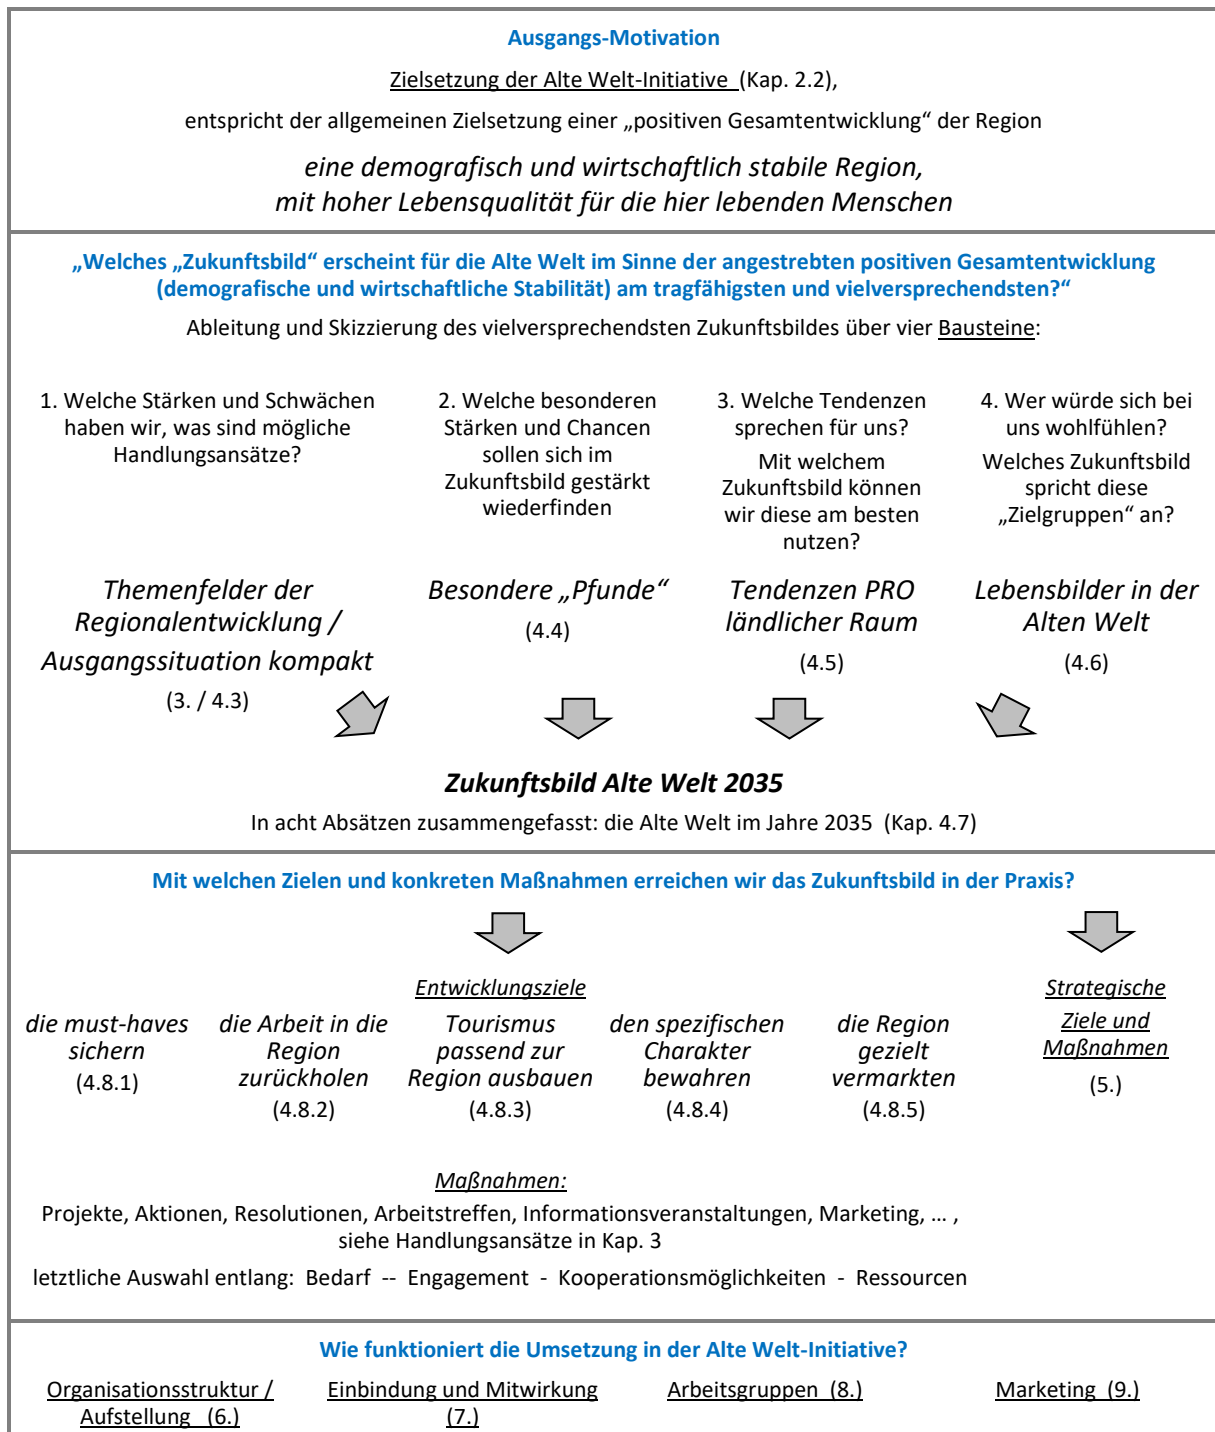 Ausgangs-Motivation
Zielsetzung der Alte Welt-Initiative (Kap. 2.2),
entspricht der allgemeinen Zielsetzung einer „positiven Gesamtentwicklung“ der Region
eine demografisch und wirtschaftlich stabile Region,
mit hoher Lebensqualität für die hier lebenden Menschen
„Welches „Zukunftsbild“ erscheint für die Alte Welt im Sinne der angestrebten positiven Gesamtentwicklung
(demografische und wirtschaftliche Stabilität) am tragfähigsten und vielversprechendsten?“
Ableitung und Skizzierung des vielversprechendsten Zukunftsbildes über vier Bausteine:
1. Welche Stärken und Schwächen
haben wir, was sind mögliche
Handlungsansätze?
2. Welche besonderen
Stärken und Chancen
sollen sich im
Zukunftsbild gestärkt
wiederfinden
3. Welche Tendenzen
sprechen für uns?
Mit welchem
Zukunftsbild können
wir diese am besten
nutzen?
4. Wer würde sich bei
uns wohlfühlen?
Welches Zukunftsbild
spricht diese
„Zielgruppen“ an?
Themenfelder der
Regionalentwicklung /
Ausgangssituation kompakt
(3. / 4.3)
Besondere „Pfunde“
(4.4)
Tendenzen PRO
ländlicher Raum
(4.5)
Lebensbilder in der
Alten Welt
(4.6)
Zukunftsbild Alte Welt 2035
In acht Absätzen zusammengefasst: die Alte Welt im Jahre 2035 (Kap. 4.7)
Mit welchen Zielen und konkreten Maßnahmen erreichen wir das Zukunftsbild in der Praxis?
Entwicklungsziele
die must-haves
sichern
(4.8.1)
die Arbeit in die
Region
zurückholen
(4.8.2)
Tourismus
passend zur
Region ausbauen
(4.8.3)
den spezifischen
Charakter
bewahren
(4.8.4)
die Region
gezielt
vermarkten
(4.8.5)
Strategische
Ziele und
Maßnahmen
(5.)
Maßnahmen:
Projekte, Aktionen, Resolutionen, Arbeitstreffen, Informationsveranstaltungen, Marketing, … ,
siehe Handlungsansätze in Kap. 3
letztliche Auswahl entlang: Bedarf -- Engagement - Kooperationsmöglichkeiten - Ressourcen
Wie funktioniert die Umsetzung in der Alte Welt-Initiative?
Organisationsstruktur /
Aufstellung (6.)
Einbindung und Mitwirkung
(7.)
Arbeitsgruppen (8.)
Marketing (9.)